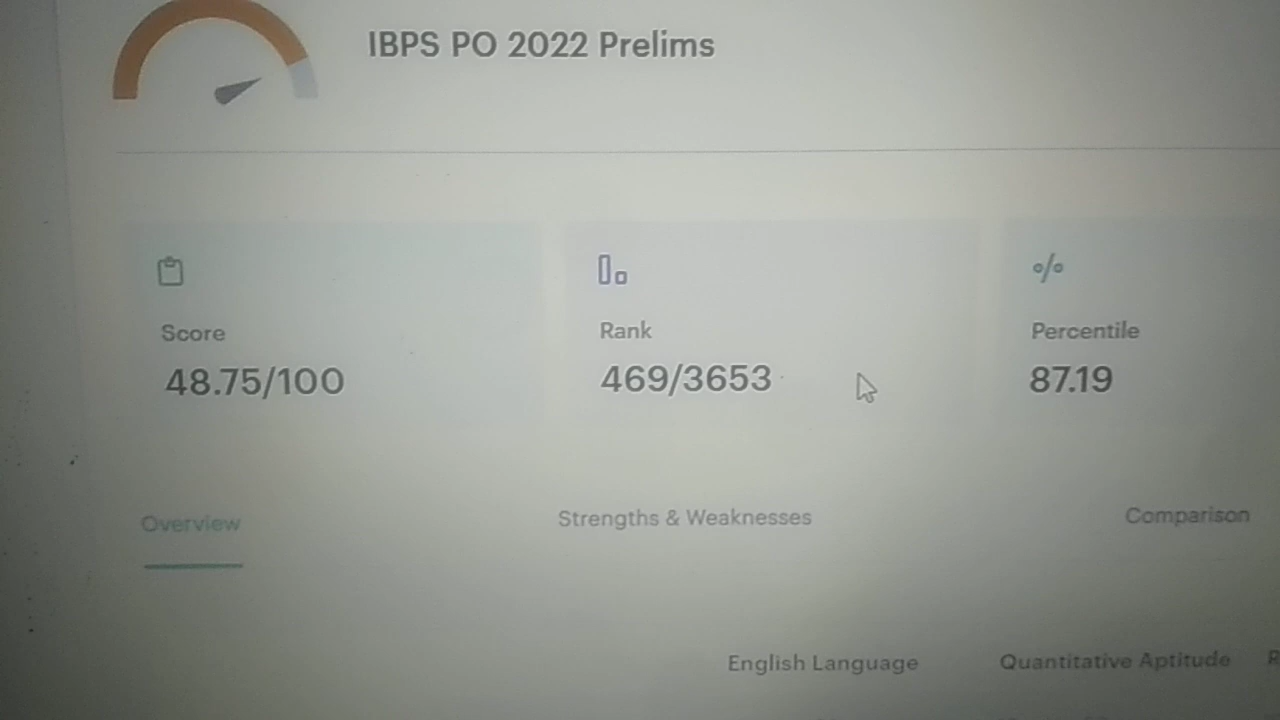 IBPS PO 2022 Prelims
Score
Rank
Percentile
48.75/100
469/3653
87.19
Overview
Strengths & Weaknesses
Comparison
English Language
Quantitative Aptitude